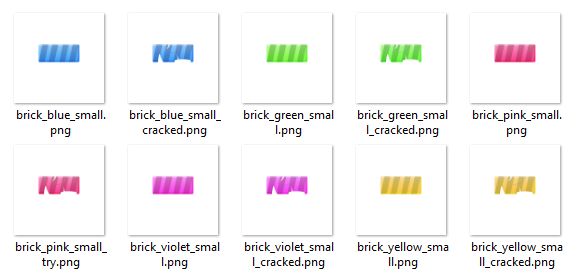 brick_blue_small.
png
brick_blue_small_
cracked.png
brick_green_smal
l.png
brick_green_smal
l_cracked.png
brick_pink_small.
png
brick_pink_small_
try.png
brick_violet_smal
l.png
brick_violet_smal
l_cracked.png
brick_yellow_sma
ll.png
brick_yellow_sma
ll_cracked.png